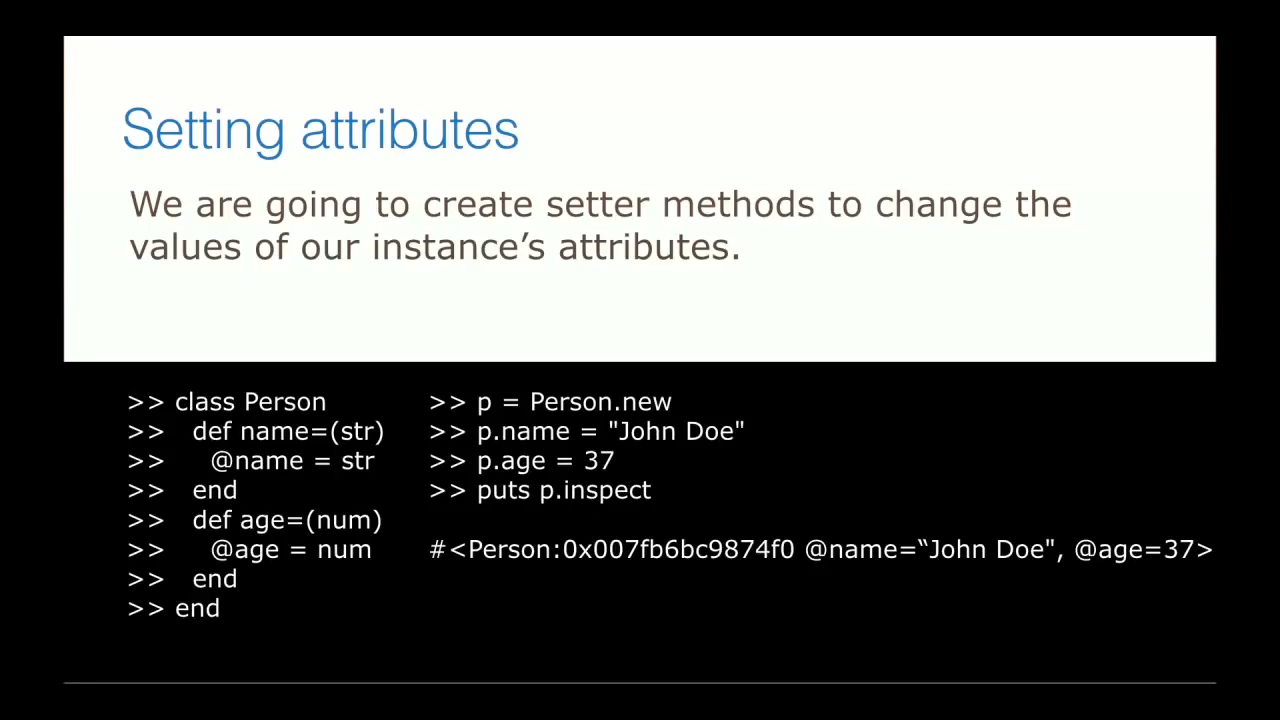 Setting attributes
We are going to create setter methods to change the
values of our instance’s attributes.
>> class Person
>>   def name=(str)
>>     @name = str
>>   end
>>   def age=(num)
>>     @age = num
>>   end
>> end
>> p = Person.new
>> p.name = "John Doe"
>> p.age = 37
>> puts p.inspect
#<Person:0x007fb6bc9874f0 @name=“John Doe", @age=37>